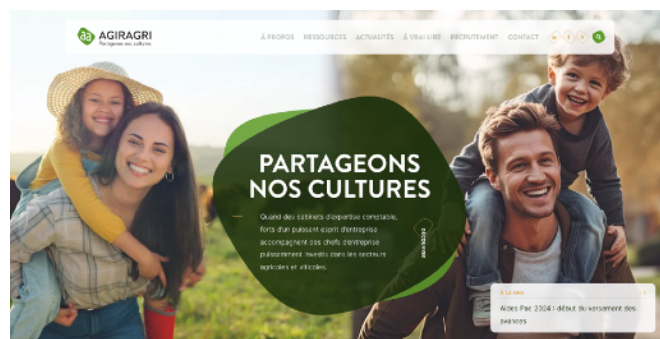 AGIRAGRI
Partageons nos cultures
À PROPOS RESSOURCES ACTUALITÉS À VRAI LIRE RECRUTEMENT CONTACT
PARTAGEONS
NOS CULTURES
Quand des cabinets d'expertise comptable,
forts d'un puissant esprit d'entreprise
accompagnent des chefs d'entreprise
puissamment investis dans les secteurs
agricoles et viticoles.
DÉCOUVRIR
À LA UNE
Aides Pac 2024 : début du versement des
avances